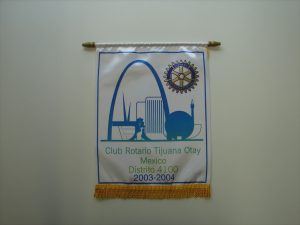 Club Rotario Tijuana Otay
Mexico
Distrito 4100
2003-2004